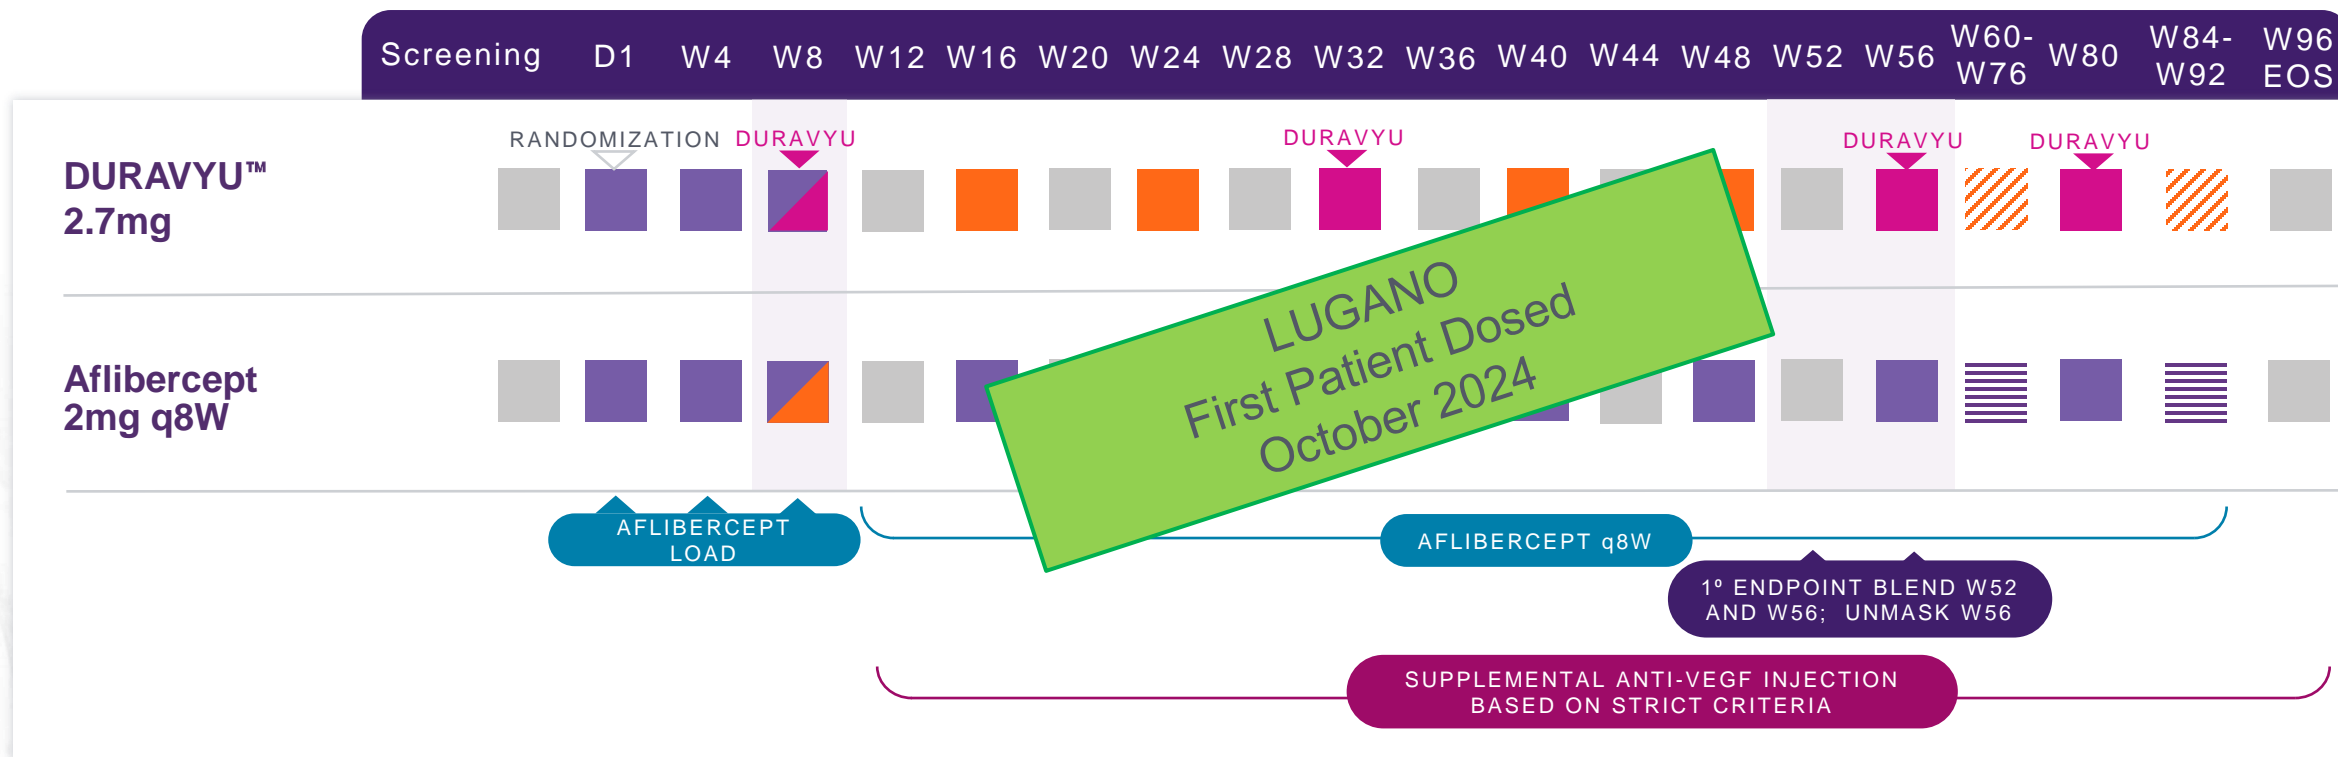 Screening D1 W4 W8 W12 W16 W20 W24 W28 W32 W36 W40 W44 W48 W52 W56 W60-W76 W80 W84-W92 W96 EOS
RANDOMIZATION DURAVYU DURAVYU DURAVYU DURAVYU
DURAVYU™
2.7mg
LUGANO
First Patient Dosed
October 2024
Aflibercept
2mg q8W
AFLIBERCEPT
LOAD
AFLIBERCEPT q8W
1º ENDPOINT BLEND W52
AND W56; UNMASK W56
SUPPLEMENTAL ANTI-VEGF INJECTION
BASED ON STRICT CRITERIA